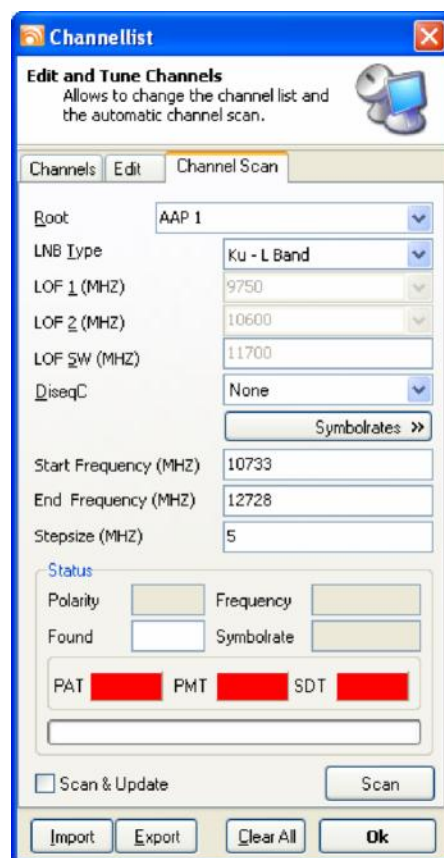 Channellist
Edit and Tune Channels
Allows to change the channel list and
the automatic channel scan.
Channels Edit Channel Scan
Root AAP 1
LNB Type Ku - L Band
LOF 1 (MHZ) 9750
LOF 2 (MHZ) 10600
LOF SW (MHZ) 11700
DiseqC None
Symbolrates »
Start Frequency (MHZ) 10733
End Frequency (MHZ) 12728
Stepsize (MHZ) 5
Status
Polarity Frequency
Found Symbolrate
PAT PMT SDT
Scan & Update Scan
Import Export Clear All Ok